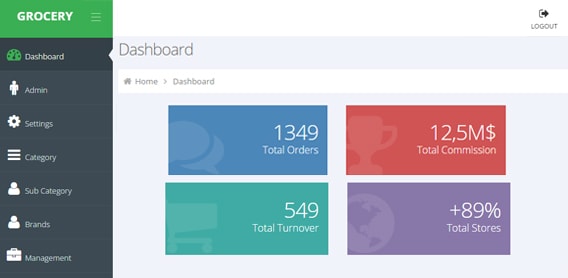 GROCERY
LOGOUT
Dashboard
Dashboard
Home > Dashboard
Admin
Settings
Category
Sub Category
Brands
Management
1349
Total Orders
12,5M$
Total Commission
549
Total Turnover
+89%
Total Stores